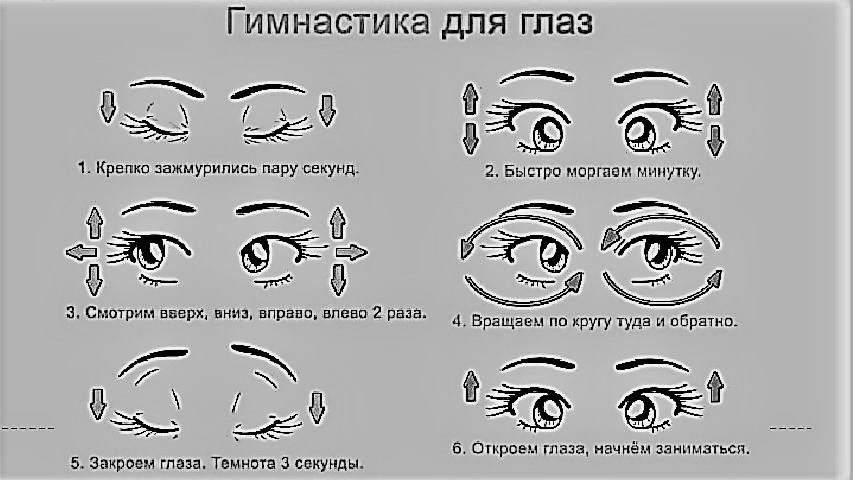 Гимнастика для глаз
1. Крепко зажмурились пару секунд.
2. Быстро моргаем минутку.
3. Смотрим вверх, вниз, вправо, влево 2 раза.
4. Вращаем по кругу туда и обратно.
5. Закроем глаза. Темнота 3 секунды.
6. Откроем глаза, начнём заниматься.